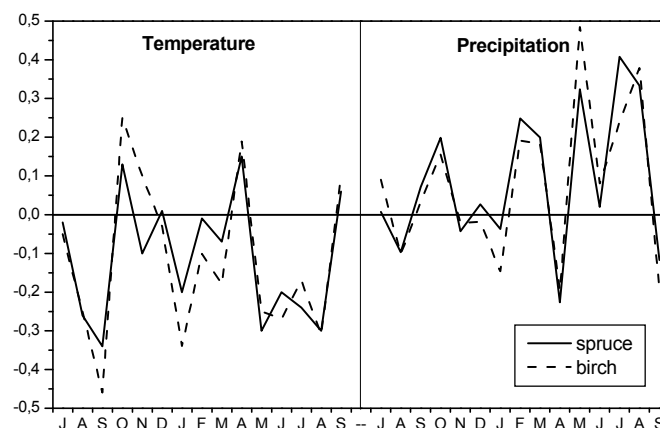 0,5
Temperature
Precipitation
0,4
0,3
0,2
0,1
0,0
-0,1
-0,2
-0,3
spruce
-0,4
birch
-0,5
J A S O N D J F M A M J J A S -- J A S O N D J F M A M J J A S